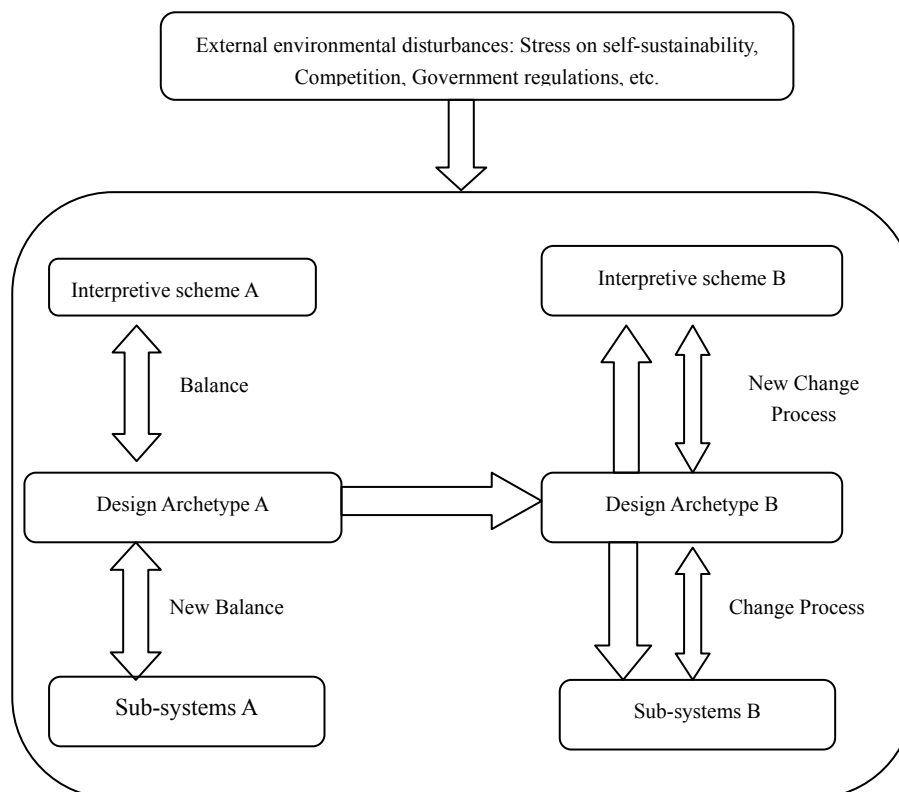 External environmental disturbances: Stress on self-sustainability,
Competition, Government regulations, etc.
Interpretive scheme A
Interpretive scheme B
Balance
New Change
Process
Design Archetype A
Design Archetype B
New Balance
Change Process
Sub-systems A
Sub-systems B